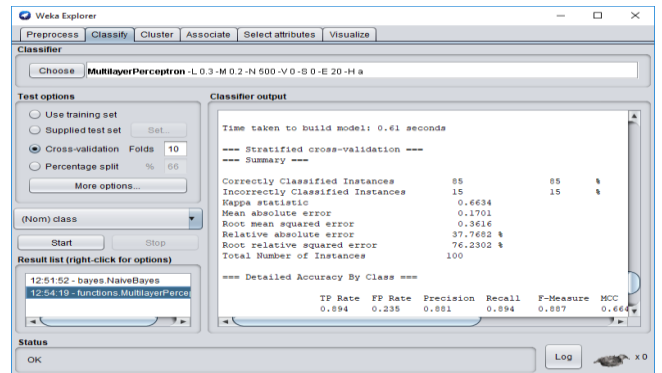 Weka Explorer
Preprocess Classify Cluster Associate Select attributes Visualize
Classifier
Choose MultilayerPerceptron -L 0.3 -M 0.2 -N 500 -V 0 -S 0 -E 20 -H a
Test options
Use training set
Supplied test set Set...
Cross-validation Folds 10
Percentage split % 66
More options...
(Nom) class
Start Stop
Result list (right-click for options)
12:51:52 - bayes.NaiveBayes
12:54:19 - functions.MultilayerPercep
Classifier output
Time taken to build model: 0.61 seconds
=== Stratified cross-validation ===
=== Summary ===
Correctly Classified Instances 85 85 %
Incorrectly Classified Instances 15 15 %
Kappa statistic 0.6634
Mean absolute error 0.1701
Root mean squared error 0.3616
Relative absolute error 37.7682 %
Root relative squared error 76.2302 %
Total Number of Instances 100
=== Detailed Accuracy By Class ===
TP Rate FP Rate Precision Recall F-Measure MCC
0.894 0.235 0.881 0.894 0.887 0.664
Status
OK
Log x 0